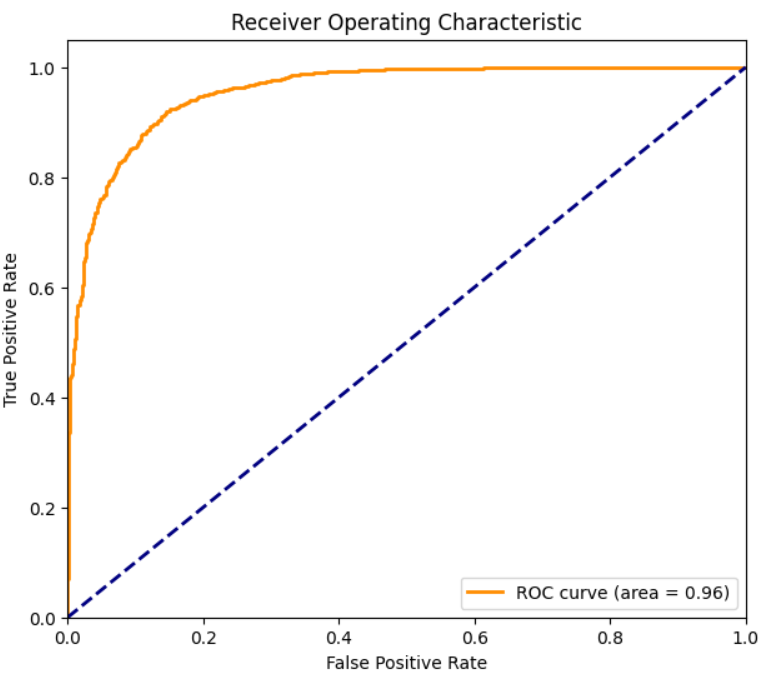 Receiver Operating Characteristic
1.0
0.8
0.6
0.4
0.2
0.0
True Positive Rate
ROC curve (area = 0.96)
0.0 0.2 0.4 0.6 0.8 1.0
False Positive Rate